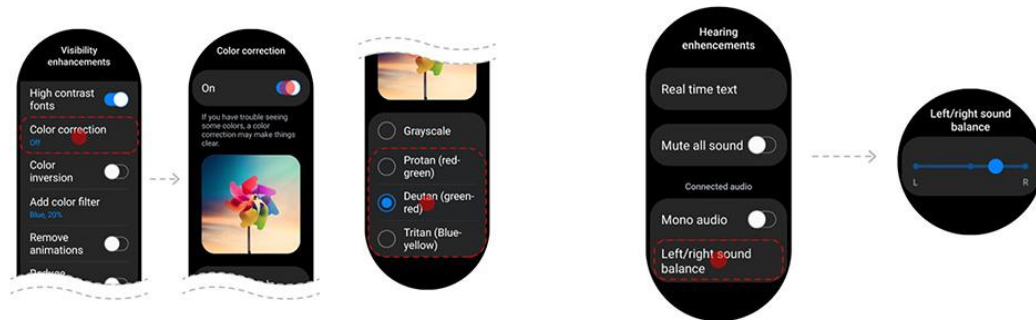 Visibility
enhancements
High contrast
fonts
Color correction
Off
Color
inversion
Add color filter
Blue, 20%
Remove
animations
Reduce
Color correction
On
If you have trouble seeing
some colors, a color
correction may make things
clear.
Grayscale
Protan (red-
green)
Deutan (green-
red)
Tritan (Blue-
yellow)
Hearing
enhencements
Real time text
Mute all sound
Connected audio
Mono audio
Left/right sound
balance
Left/right sound
balance
L R